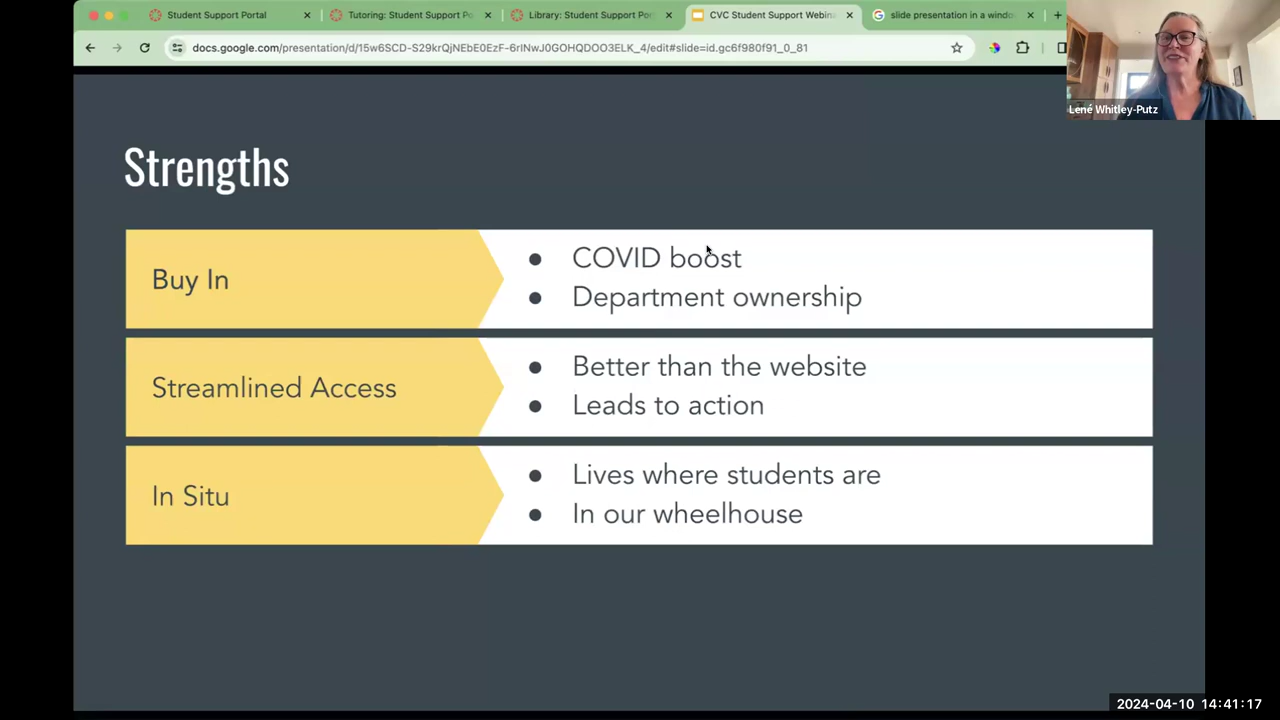 Student Support Portal
Tutoring: Student Support Po
Library: Student Support Por
CVC Student Support Webina
slide presentation in a windo
docs.google.com/presentation/d/15w6SCD-S29krQjNEbE0EzF-6rINwJ0GOHQDOO3ELK_4/edit#slide=id.gc6f980f91_0_81
Lené Whitley-Putz
Strengths
Buy In
● COVID boost
● Department ownership
Streamlined Access
● Better than the website
● Leads to action
In Situ
● Lives where students are
● In our wheelhouse
2024-04-10 14:41:17